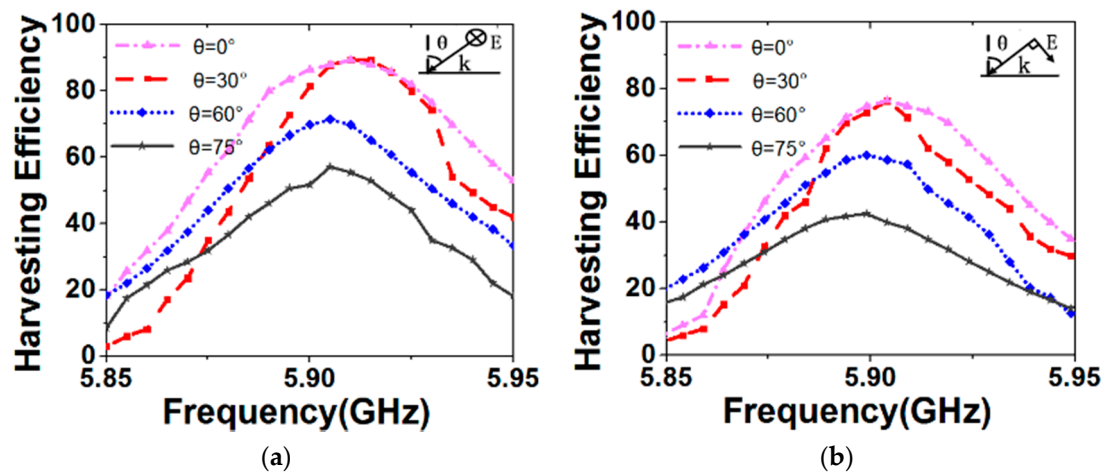 Harvesting Efficiency
100
80
60
40
20
0
θ=0°
θ=30°
θ=60°
θ=75°
θ
E
k
5.85
5.90
5.95
Frequency(GHz)
(a)
Harvesting Efficiency
100
80
60
40
20
0
θ=0°
θ=30°
θ=60°
θ=75°
θ
E
k
5.85
5.90
5.95
Frequency(GHz)
(b)